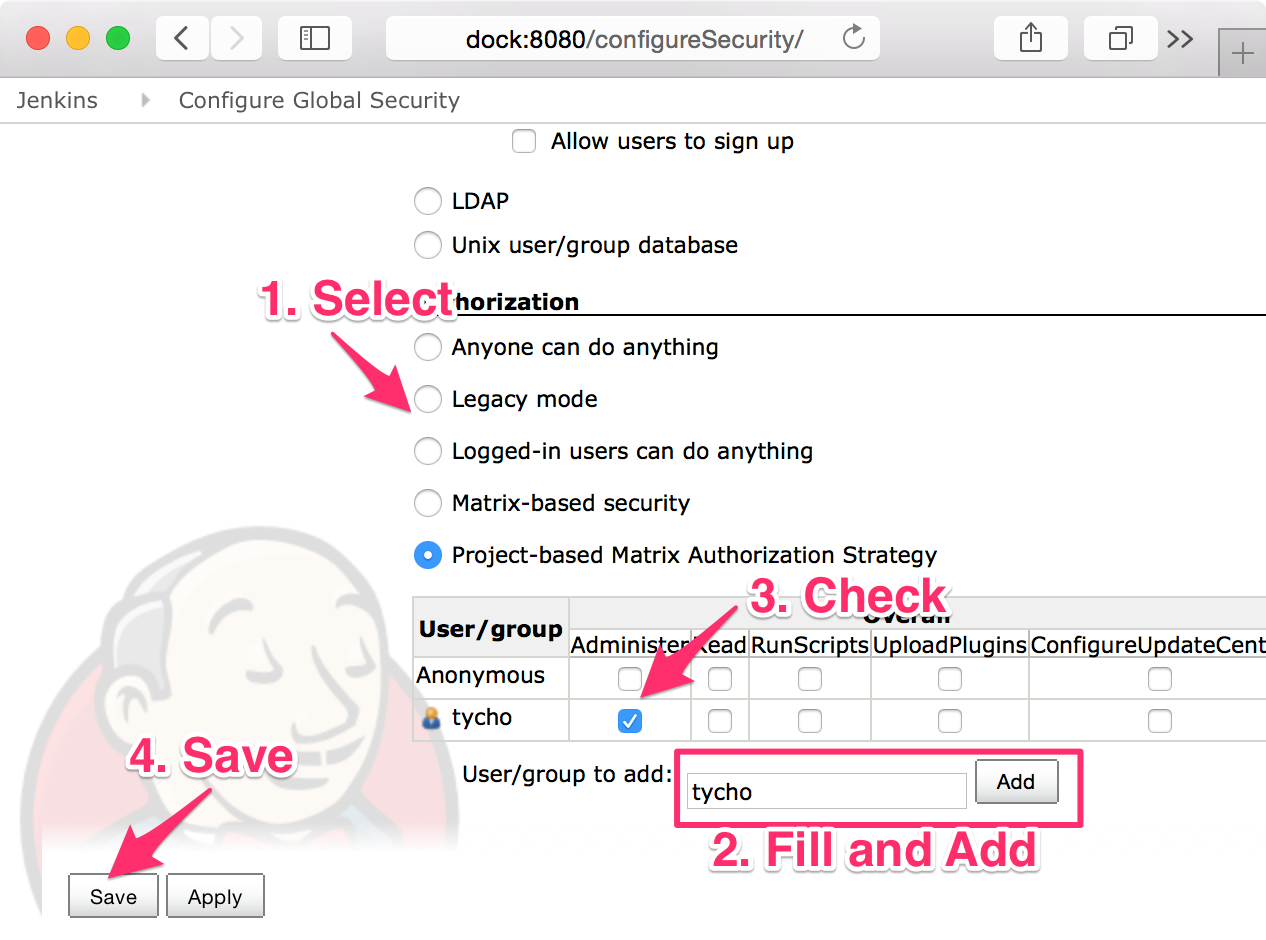 dock:8080/configureSecurity/
Jenkins Configure Global Security
Allow users to sign up
LDAP
Unix user/group database
1. Select
horization
Anyone can do anything
Legacy mode
Logged-in users can do anything
Matrix-based security
Project-based Matrix Authorization Strategy
3. Check
User/group
Overall
Administer Read RunScripts UploadPlugins ConfigureUpdateCent
Anonymous
tycho
4. Save
User/group to add: tycho Add
2. Fill and Add
Save Apply